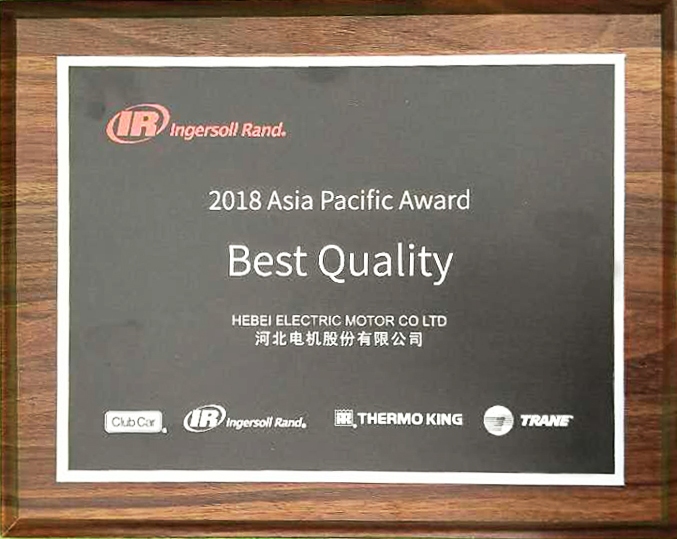 IR Ingersoll Rand.
2018 Asia Pacific Award
Best Quality
HEBEI ELECTRIC MOTOR CO LTD
河北电机股份有限公司
Club Car IR Ingersoll Rand. THERMO KING TRANE